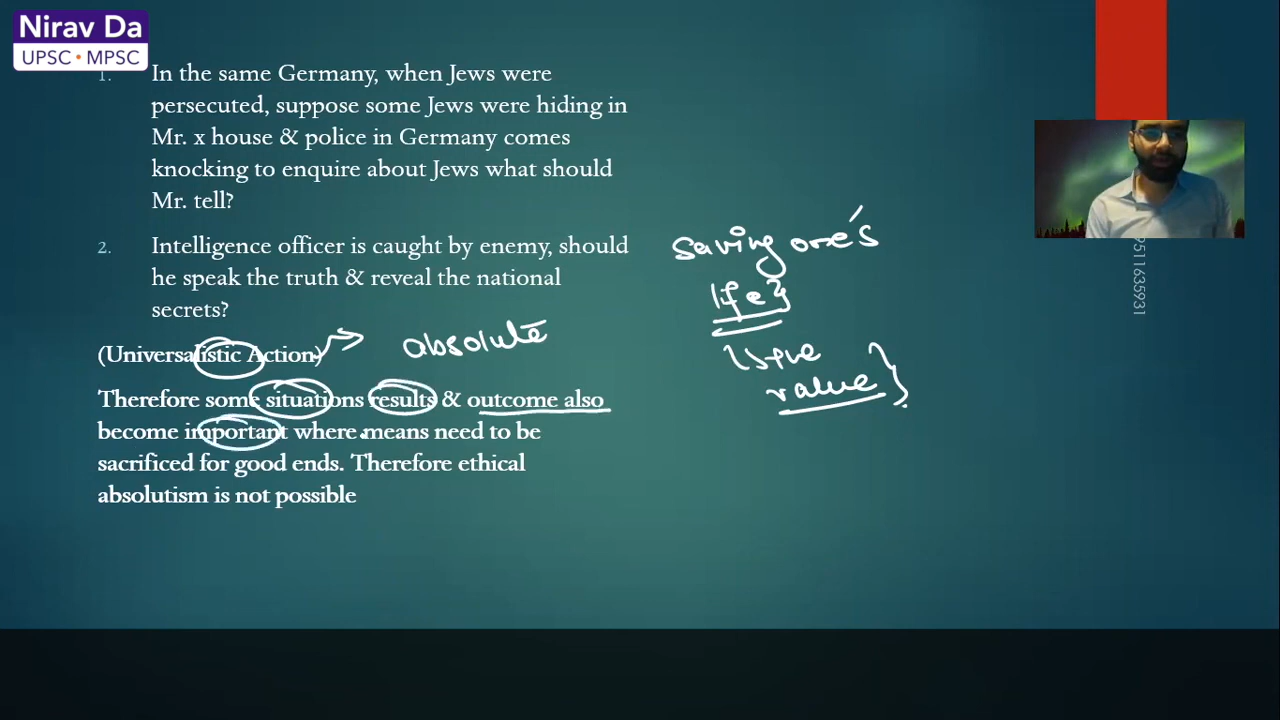 Nirav Da
UPSC • MPSC
1. In the same Germany, when Jews were
persecuted, suppose some Jews were hiding in
Mr. x house & police in Germany comes
knocking to enquire about Jews what should
Mr. tell?
2. Intelligence officer is caught by enemy, should
he speak the truth & reveal the national
secrets?
(Universalistic Action)
absolute
Therefore some situations results & outcome also
become important where means need to be
sacrificed for good ends. Therefore ethical
absolutism is not possible
saving one's
life
+ve
value
9511635931